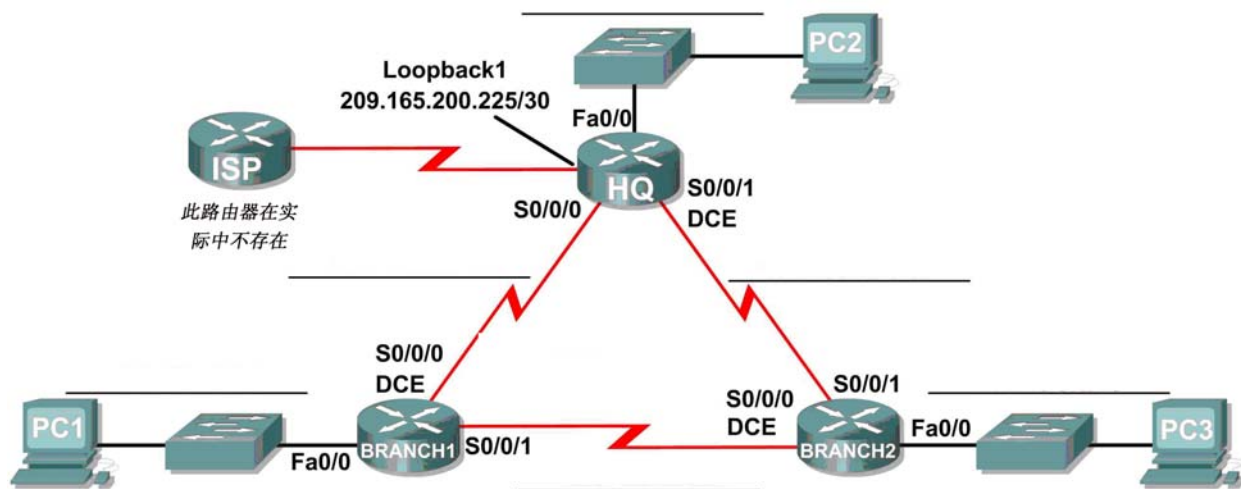 PC2
Loopback1
209.165.200.225/30
Fa0/0
ISP
HQ
S0/0/1
DCE
S0/0/0
此路由器在实
际中不存在
S0/0/0
DCE
S0/0/0
DCE
S0/0/1
PC1
Fa0/0
BRANCH1
S0/0/1
BRANCH2
Fa0/0
PC3